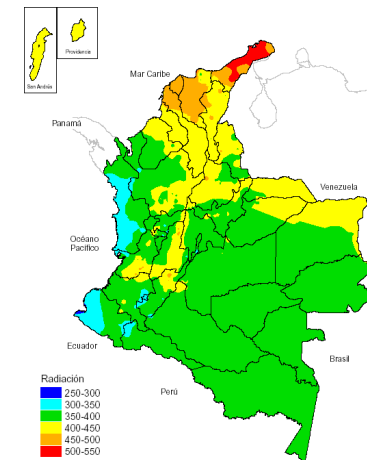 San Andrés
Providencia
Mar Caribe
Panamá
Venezuela
Océano
Pacífico
Ecuador
Brasil
Perú
Radiación
250-300
300-350
350-400
400-450
450-500
500-550